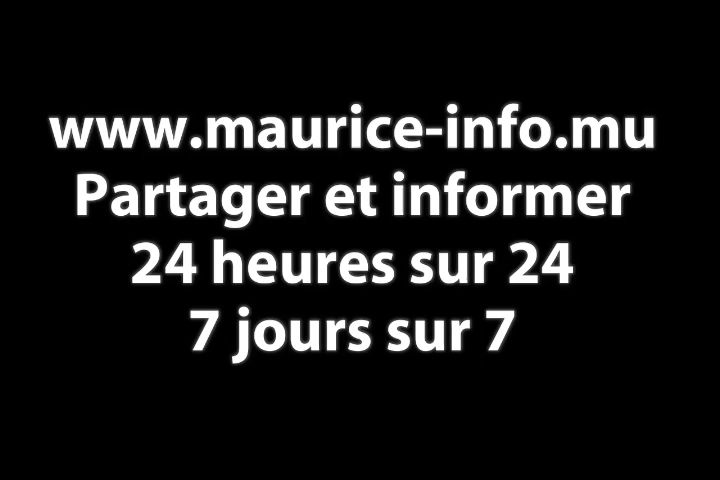 www.maurice-info.mu
Partager et informer
24 heures sur 24
7 jours sur 7